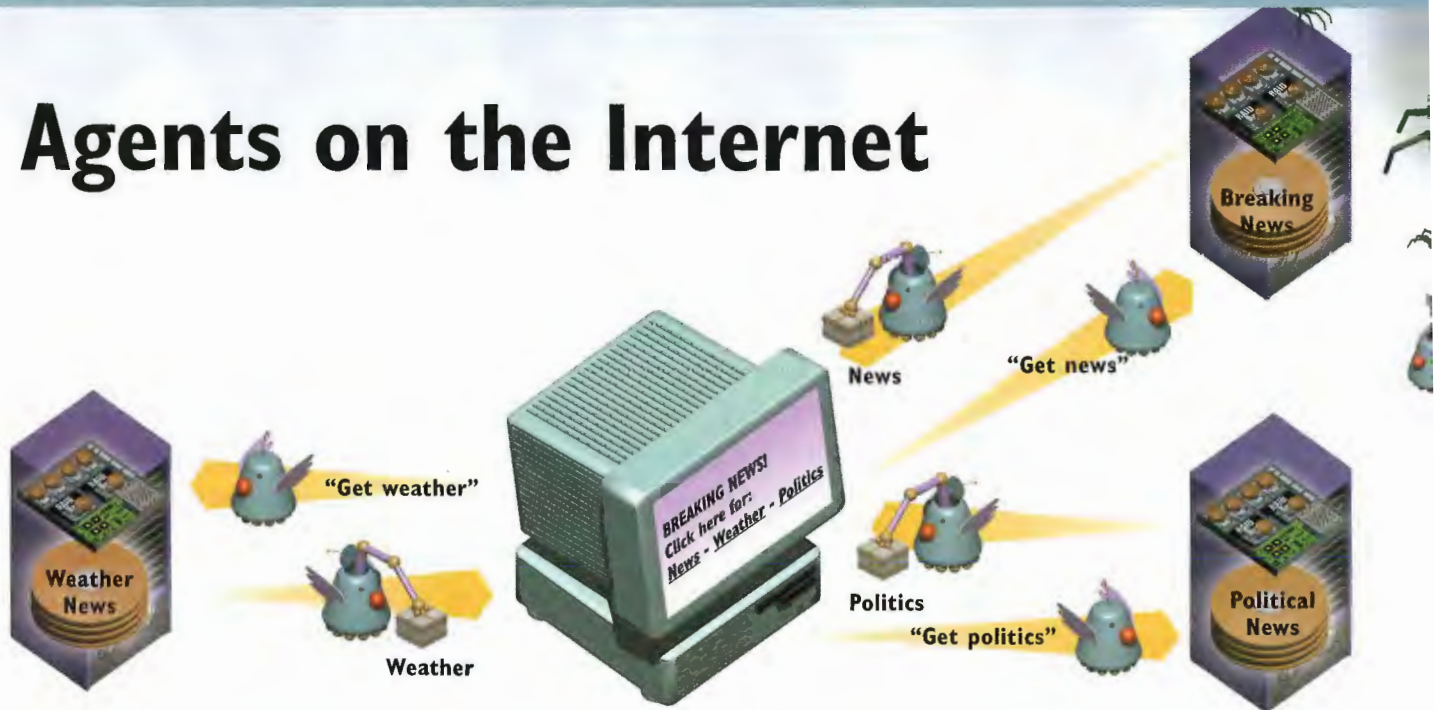 Agents on the Internet
Breaking
News
News
"Get news"
"Get weather"
BREAKING NEWS!
Click here for:
News - Weather - Politics
Weather
News
Weather
Politics
"Get politics"
Political
News